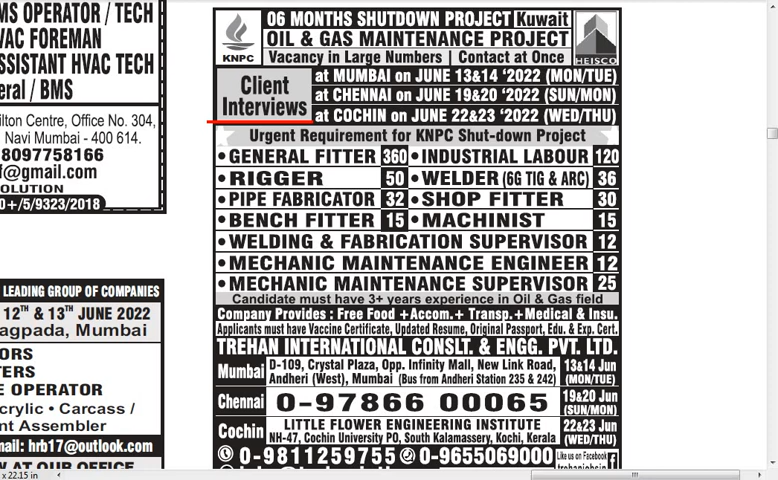 MS OPERATOR / TECH
VAC FOREMAN
SSISTANT HVAC TECH
eral / BMS
ilton Centre, Office No. 304,
Navi Mumbai - 400 614.
8097758166
f@gmail.com
OLUTION
0+/5/9323/2018
LEADING GROUP OF COMPANIES
12TH & 13TH JUNE 2022
agpada, Mumbai
ORS
TERS
E OPERATOR
crylic • Carcass /
nt Assembler
mail: hrb17@outlook.com
W AT OUR OFFICE
x 22.15 in
KNPC
06 MONTHS SHUTDOWN PROJECT Kuwait
OIL & GAS MAINTENANCE PROJECT
Vacancy in Large Numbers | Contact at Once
HEISCO
Client Interviews
at MUMBAI on JUNE 13&14 ‘2022 (MON/TUE)
at CHENNAI on JUNE 19&20 ‘2022 (SUN/MON)
at COCHIN on JUNE 22&23 ‘2022 (WED/THU)
Urgent Requirement for KNPC Shut-down Project
• GENERAL FITTER 360 • INDUSTRIAL LABOUR 120
• RIGGER 50 • WELDER (6G TIG & ARC) 36
• PIPE FABRICATOR 32 • SHOP FITTER 30
• BENCH FITTER 15 • MACHINIST 15
• WELDING & FABRICATION SUPERVISOR 12
• MECHANIC MAINTENANCE ENGINEER 12
• MECHANIC MAINTENANCE SUPERVISOR 25
Candidate must have 3+ years experience in Oil & Gas field
Company Provides : Free Food +Accom.+ Transp.+Medical & Insu.
Applicants must have Vaccine Certificate, Updated Resume, Original Passport, Edu. & Exp. Cert.
TREHAN INTERNATIONAL CONSLT. & ENGG. PVT. LTD.
Mumbai D-109, Crystal Plaza, Opp. Infinity Mall, New Link Road, 13&14 Jun
Andheri (West), Mumbai (Bus from Andheri Station 235 & 242) (MON/TUE)
Chennai 0-97866 00065 19&20 Jun (SUN/MON)
Cochin LITTLE FLOWER ENGINEERING INSTITUTE 22&23 Jun
NH-47, Cochin University PO, South Kalamassery, Kochi, Kerala (WED/THU)
0-9811259755 0-9655069000 Like us on Facebook